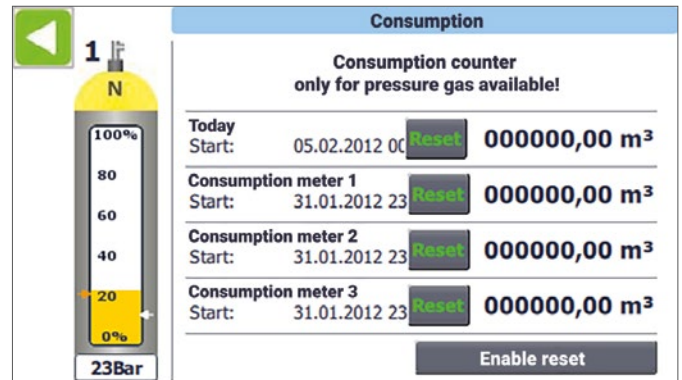 Consumption
1
N
100%
80
60
40
20
0%
23Bar
Consumption counter
only for pressure gas available!
Today
Start: 05.02.2012 00 Reset 000000,00 m³
Consumption meter 1
Start: 31.01.2012 23 Reset 000000,00 m³
Consumption meter 2
Start: 31.01.2012 23 Reset 000000,00 m³
Consumption meter 3
Start: 31.01.2012 23 Reset 000000,00 m³
Enable reset